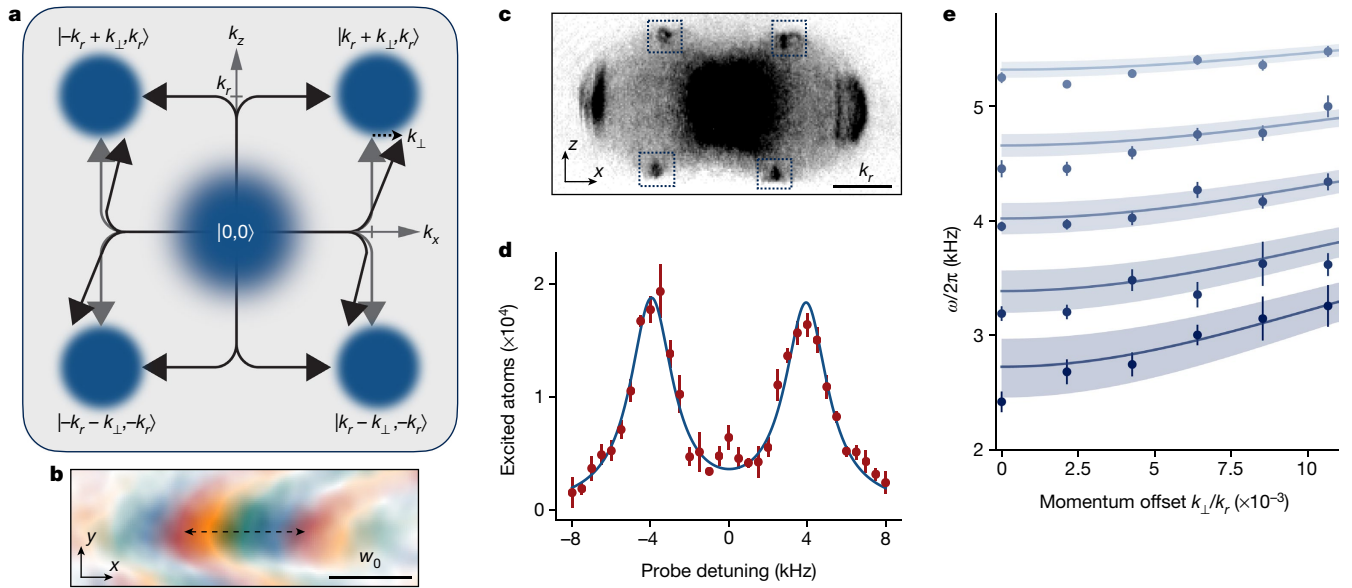 a
|−k_r + k_⊥,k_r⟩
k_z
|k_r + k_⊥,k_r⟩
k_r
k_⊥
|0,0⟩
k_x
|−k_r − k_⊥,−k_r⟩
|k_r − k_⊥,−k_r⟩
b
y
x
w_0
c
z
x
k_r
d
Excited atoms (×10⁴)
2
1
0
−8
−4
0
4
8
Probe detuning (kHz)
e
ω/2π (kHz)
5
4
3
2
0
2.5
5
7.5
10
Momentum offset k_⊥/k_r (×10⁻³)